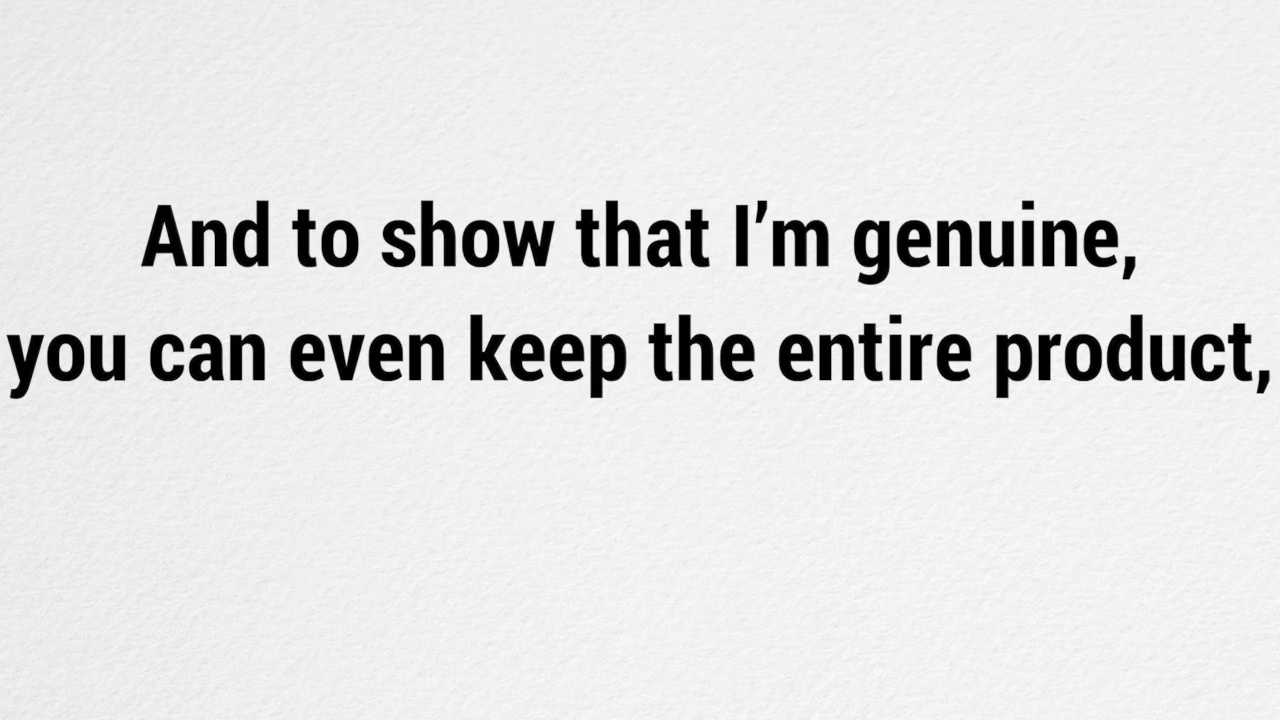 And to show that I’m genuine,
you can even keep the entire product,